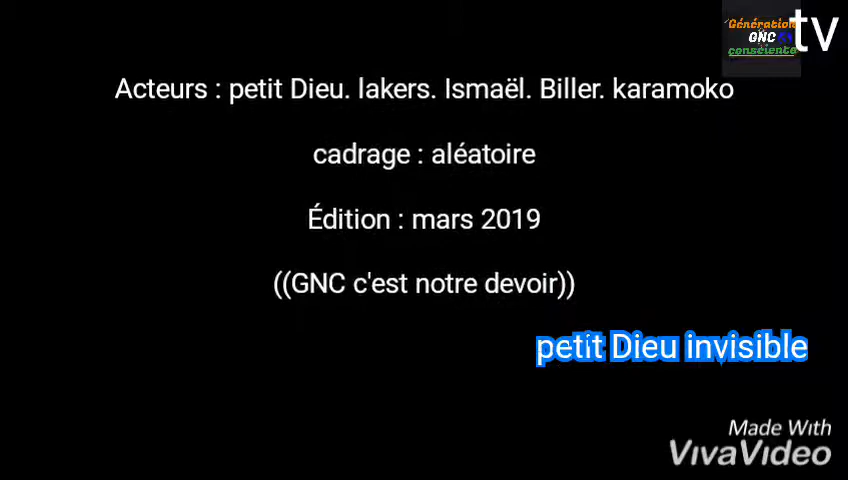 Génération
GNC
consciente
tv
Acteurs : petit Dieu. lakers. Ismaël. Biller. karamoko
cadrage : aléatoire
Édition : mars 2019
((GNC c'est notre devoir))
petit Dieu invisible
Made With
VivaVideo